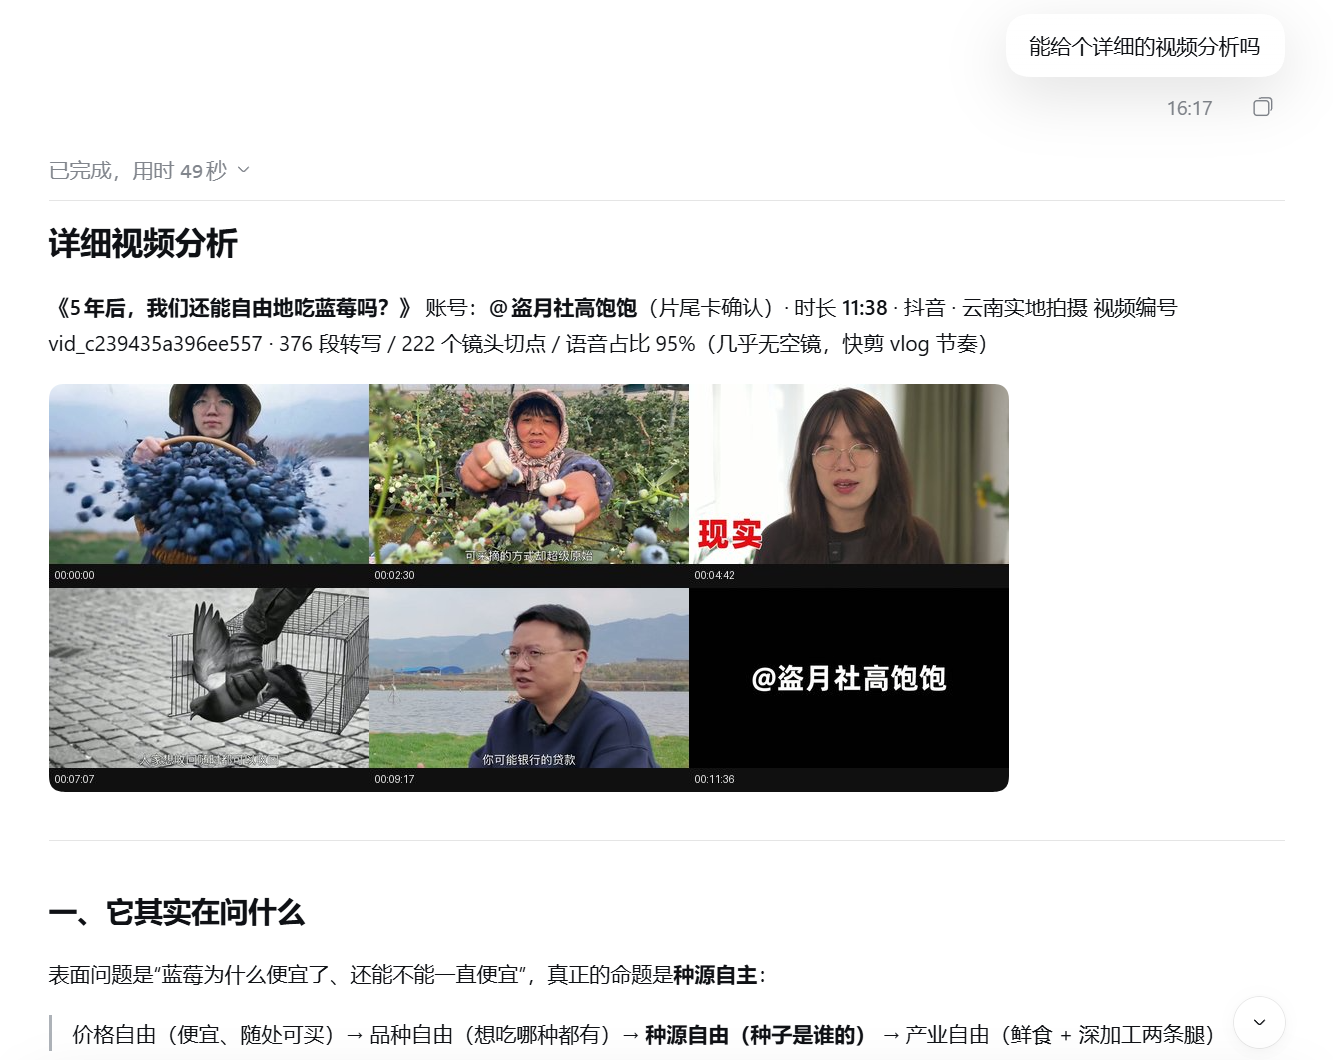 能给个详细的视频分析吗
16:17
已完成，用时 49秒
详细视频分析
《5年后，我们还能自由地吃蓝莓吗？》 账号：@盗月社高饱饱（片尾卡确认）· 时长 11:38 · 抖音 · 云南实地拍摄 视频编号
vid_c239435a396ee557 · 376 段转写 / 222 个镜头切点 / 语音占比 95%（几乎无空镜，快剪 vlog 节奏）
可采摘的方式却超级原始
现实
00:00:00
00:02:30
00:04:42
你可能银行的贷款
@盗月社高饱饱
00:07:07
00:09:17
00:11:36
一、它其实在问什么
表面问题是“蓝莓为什么便宜了、还能不能一直便宜”，真正的命题是种源自主：
价格自由（便宜、随处可买）→ 品种自由（想吃哪种都有）→ 种源自由（种子是谁的） → 产业自由（鲜食 + 深加工两条腿）